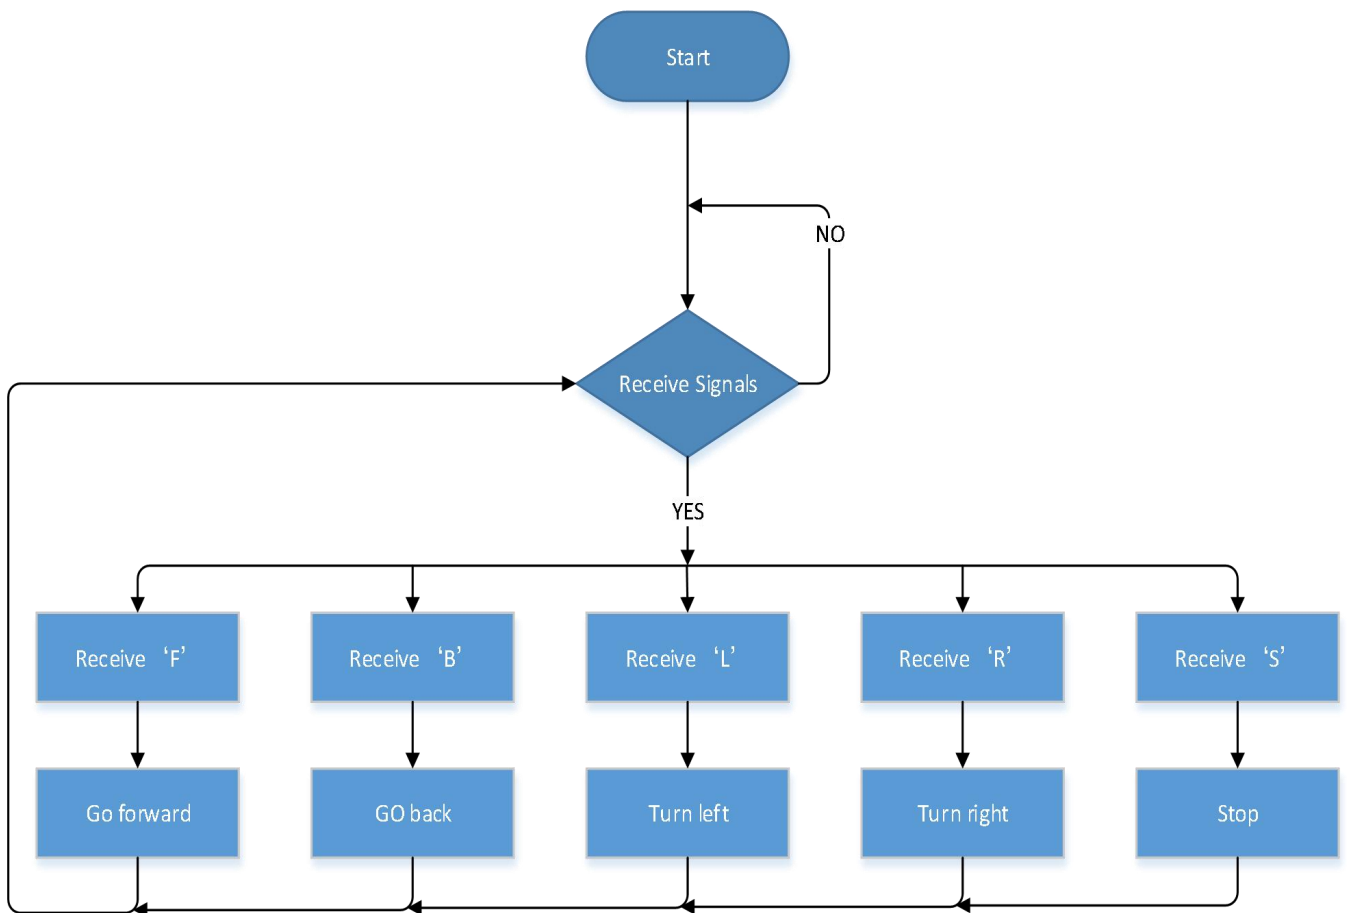 Start
NO
Receive Signals
YES
Receive ‘F’
Receive ‘B’
Receive ‘L’
Receive ‘R’
Receive ‘S’
Go forward
GO back
Turn left
Turn right
Stop